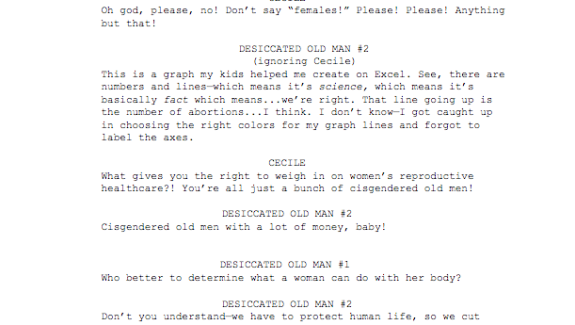 Oh god, please, no! Don't say "females!" Please! Please! Anything
but that!
DESICCATED OLD MAN #2
(ignoring Cecile)
This is a graph my kids helped me create on Excel. See, there are
numbers and lines—which means it's science, which means it's
basically fact which means...we're right. That line going up is
the number of abortions...I think. I don't know—I got caught up
in choosing the right colors for my graph lines and forgot to
label the axes.
CECILE
What gives you the right to weigh in on women's reproductive
healthcare?! You're all just a bunch of cisgendered old men!
DESICCATED OLD MAN #2
Cisgendered old men with a lot of money, baby!
DESICCATED OLD MAN #1
Who better to determine what a woman can do with her body?
DESICCATED OLD MAN #2
Don't you understand—we have to protect human life, so we cut